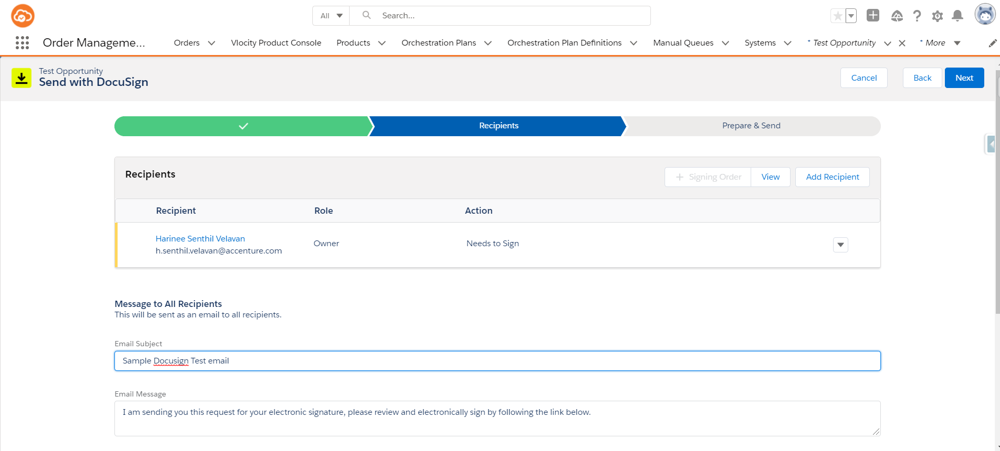 All
Search...
Order Manageme...
Orders
Vlocity Product Console
Products
Orchestration Plans
Orchestration Plan Definitions
Manual Queues
Systems
* Test Opportunity
* More
Test Opportunity
Send with DocuSign
Cancel
Back
Next
Recipients
Prepare & Send
Recipients
Signing Order
View
Add Recipient
Recipient
Role
Action
Harinee Senthil Velavan
h.senthil.velavan@accenture.com
Owner
Needs to Sign
Message to All Recipients
This will be sent as an email to all recipients.
Email Subject
Sample Docusign Test email
Email Message
I am sending you this request for your electronic signature, please review and electronically sign by following the link below.